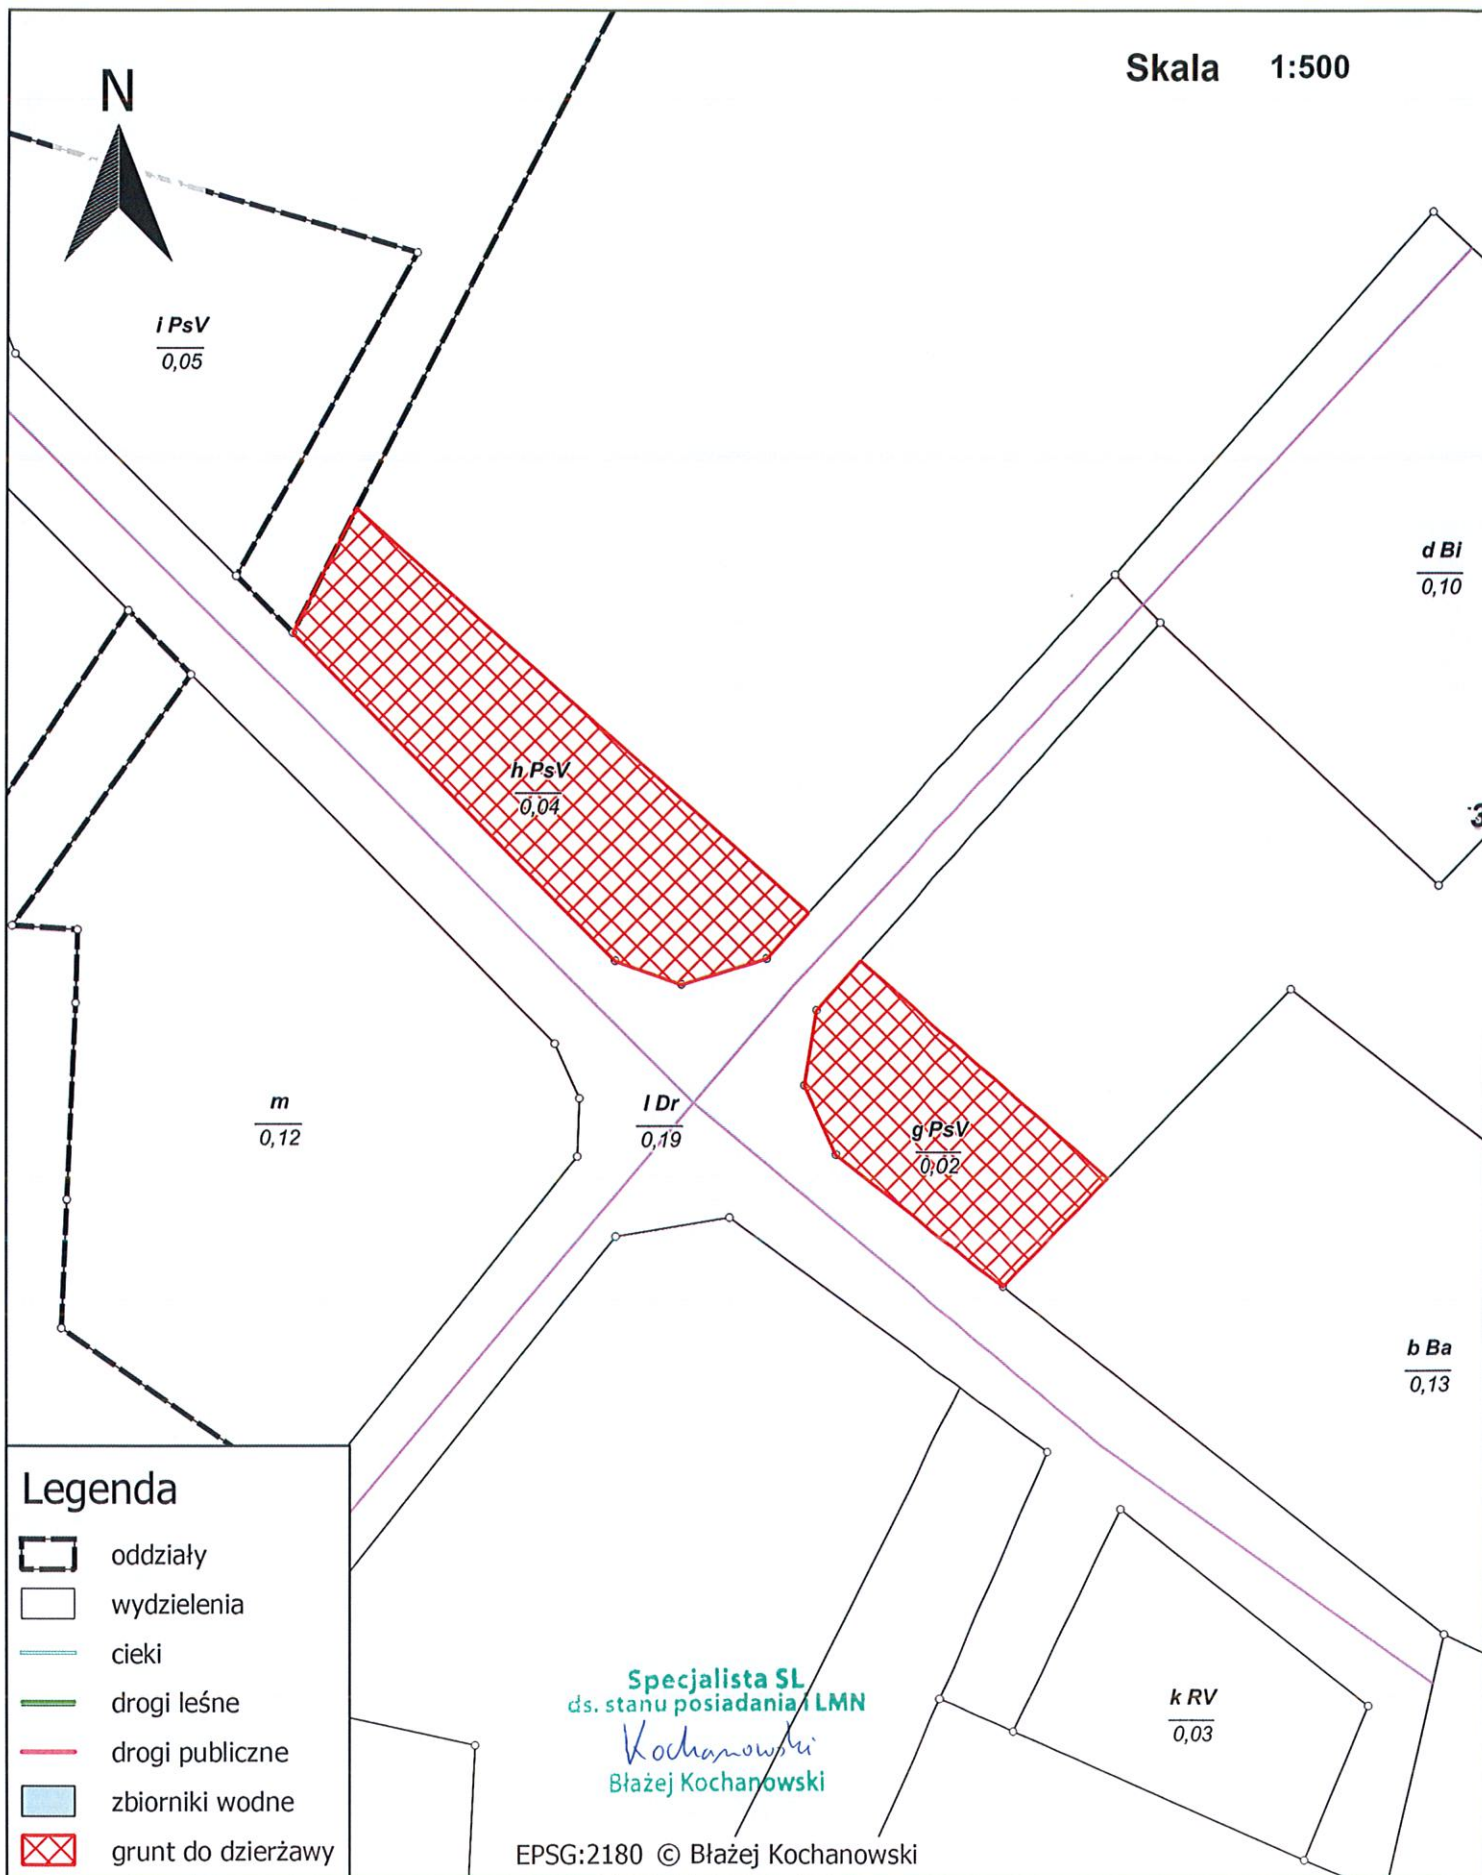 Skala 1:500
N
i PsV
0,05
d Bi
0,10
h PsV
0,04
3
m
0,12
l Dr
0,19
g PsV
0,02
b Ba
0,13
Legenda
oddziały
wydzielenia
cieki
drogi leśne
drogi publiczne
zbiorniki wodne
grunt do dzierżawy
Specjalista SL
ds. stanu posiadania i LMN
Kochanowski
Błażej Kochanowski
k RV
0,03
EPSG:2180 © Błażej Kochanowski